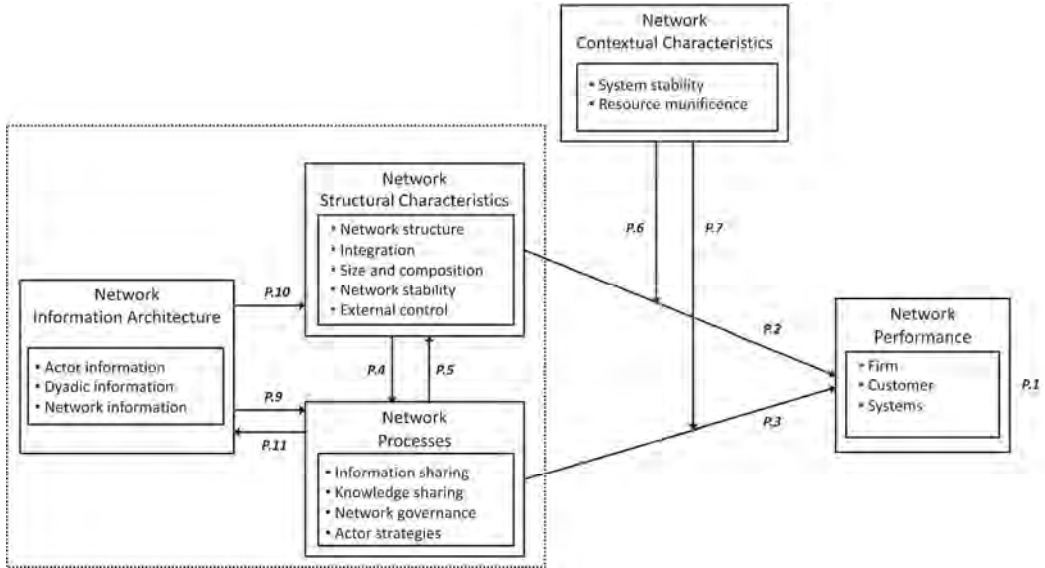 Network
Contextual Characteristics
• System stability
• Resource munificence
Network
Structural Characteristics
• Network structure
• Integration
• Size and composition
• Network stability
• External control
P.6
P.7
Network
Information Architecture
• Actor information
• Dyadic information
• Network information
P.10
P.4
P.5
P.9
P.11
Network
Processes
• Information sharing
• Knowledge sharing
• Network governance
• Actor strategies
P.2
P.3
Network
Performance
• Firm
• Customer
• Systems
P.1